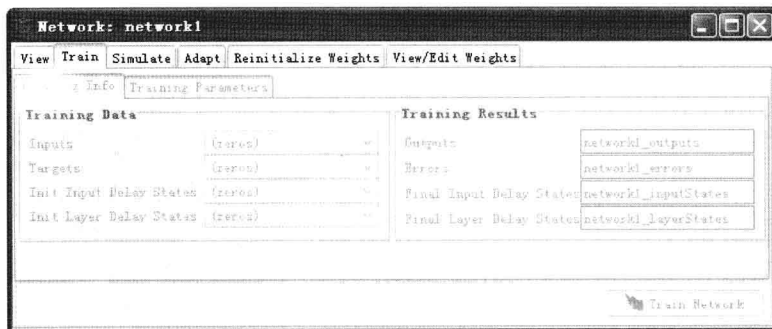 Network: network1
View Train Simulate Adapt Reinitialize Weights View/Edit Weights
Info Training Parameters
Training Data
Inputs (zeros)
Targets (zeros)
Init Input Delay States (zeros)
Init Layer Delay States (zeros)
Training Results
Outputs network1_outputs
Errors network1_errors
Final Input Delay States network1_inputStates
Final Layer Delay States network1_layerStates
Train Network